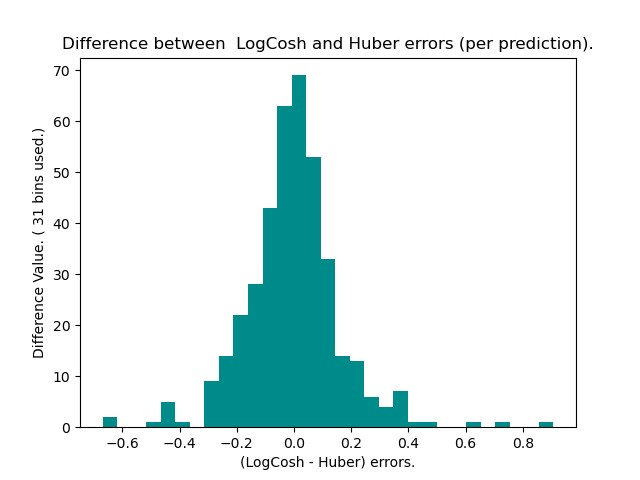 Difference between  LogCosh and Huber errors (per prediction).
70
60
50
40
30
20
10
0
Difference Value. ( 31 bins used.)
−0.6 −0.4 −0.2 0.0 0.2 0.4 0.6 0.8
(LogCosh - Huber) errors.